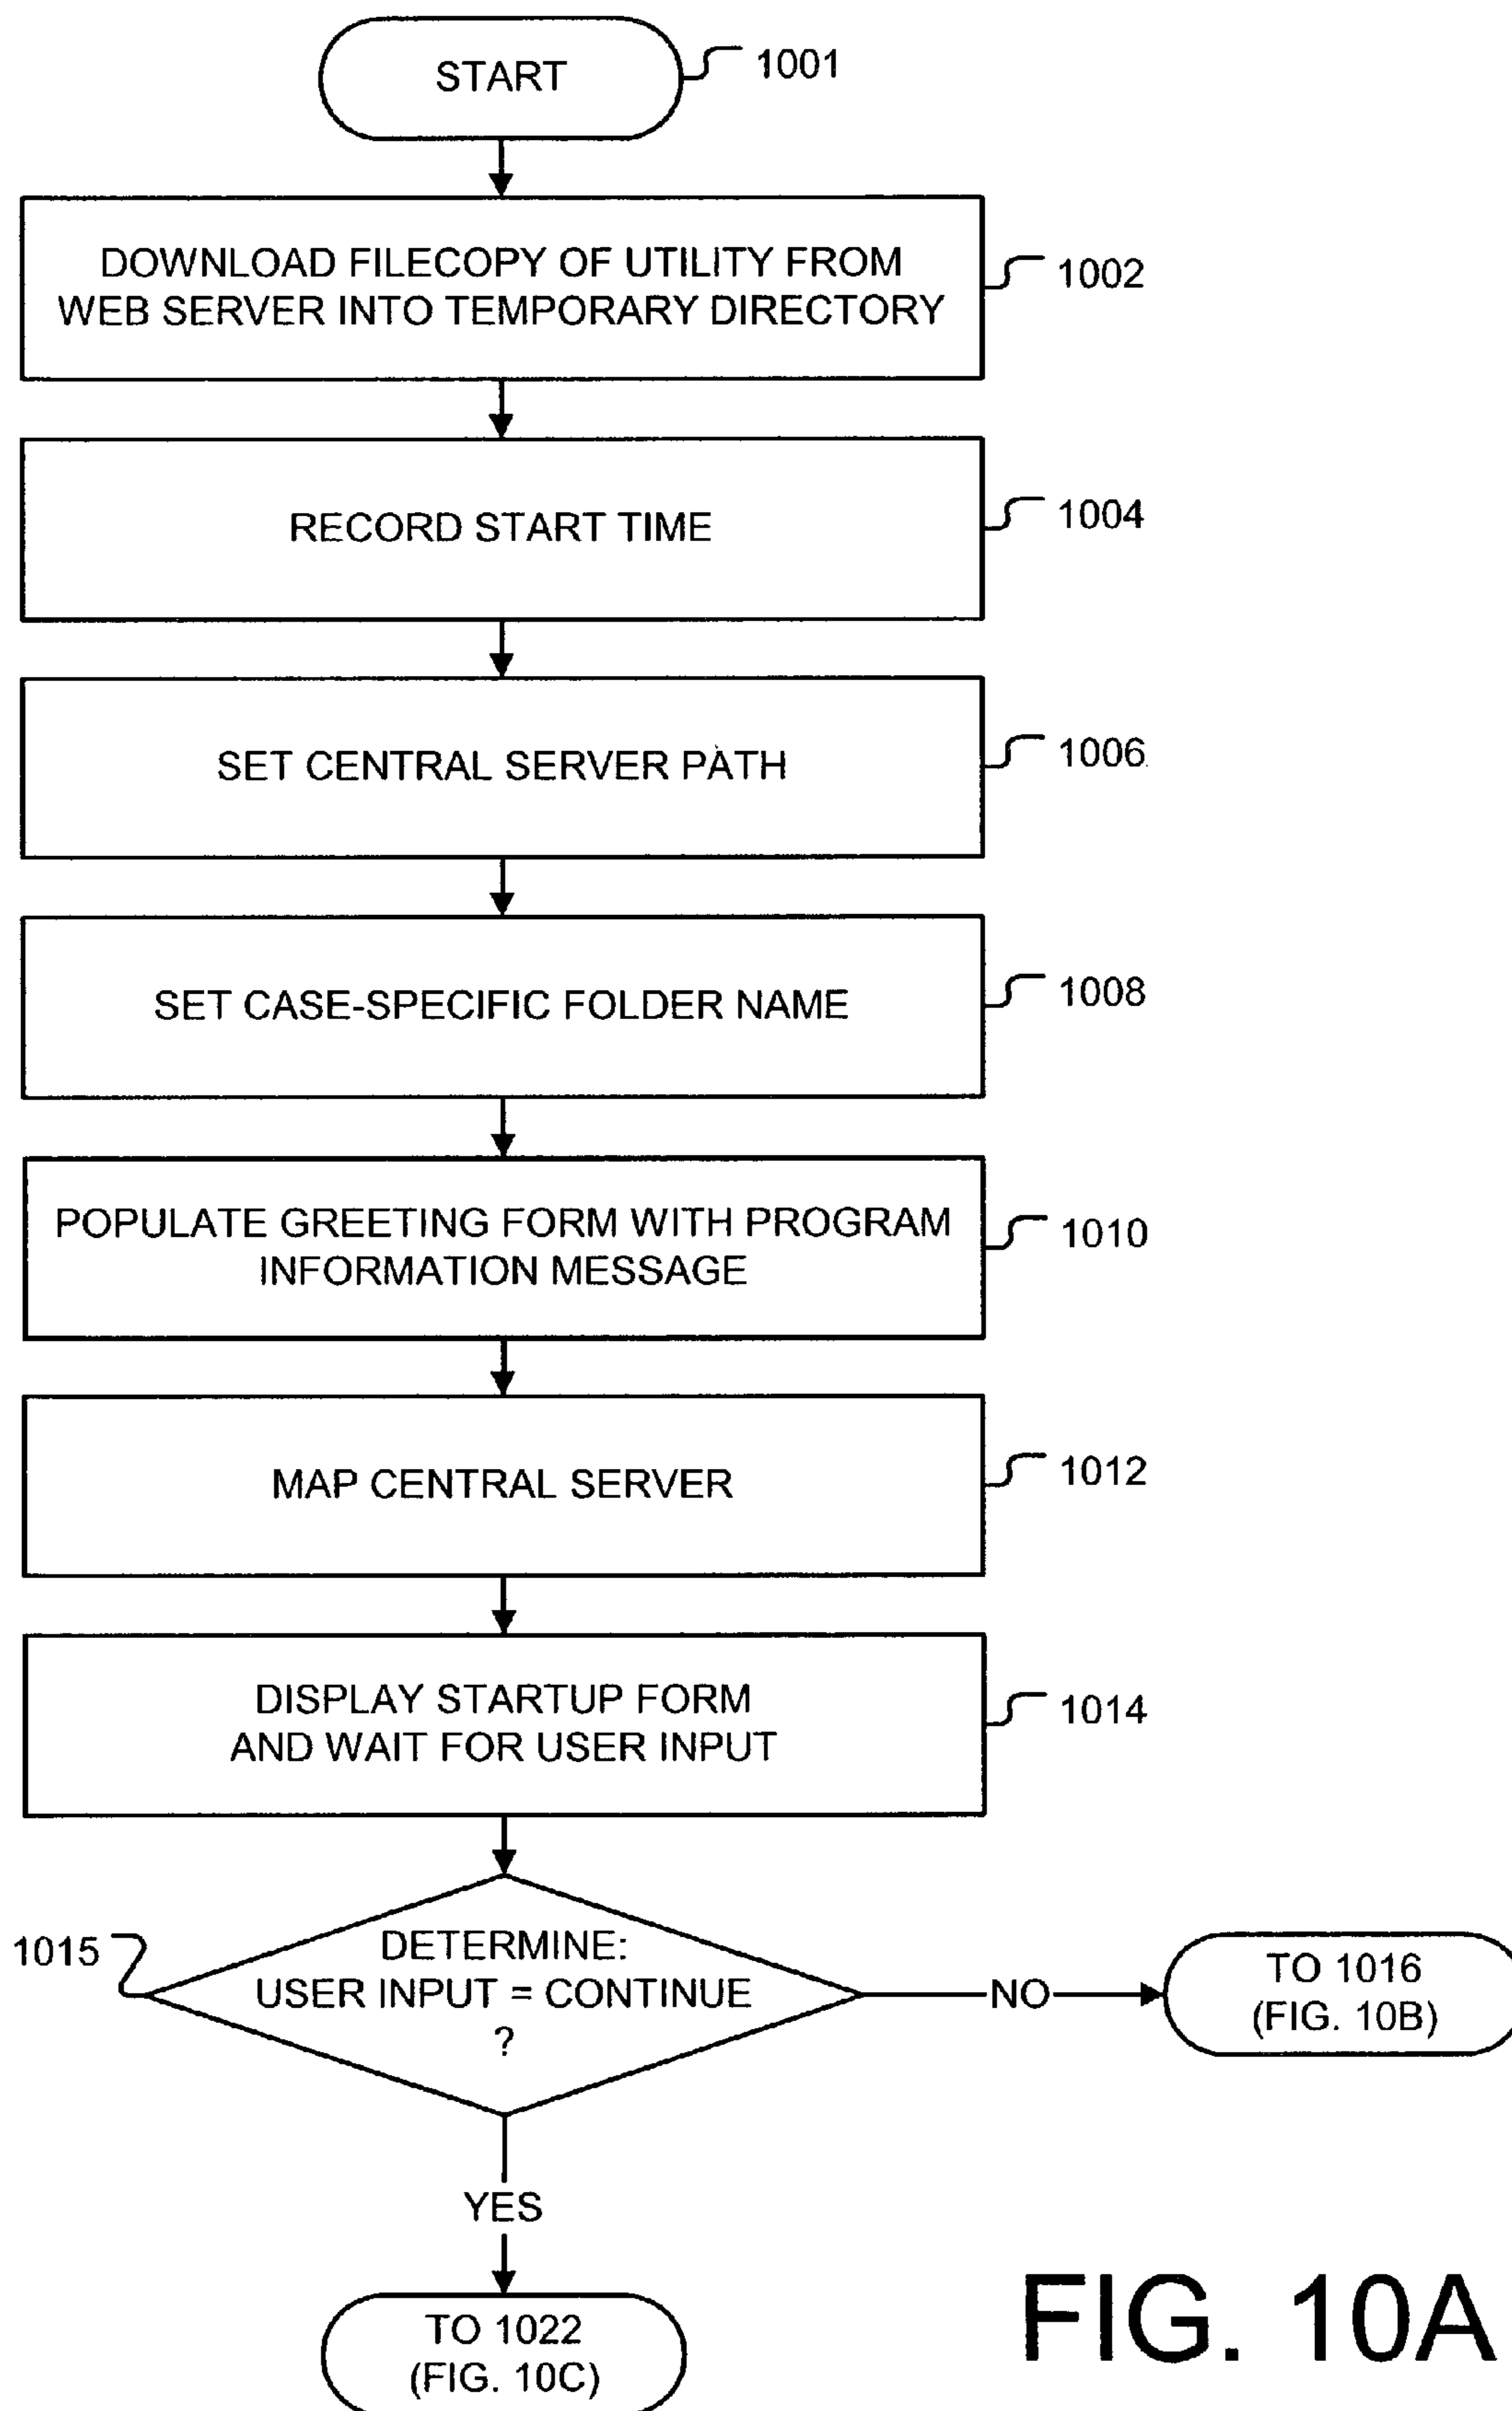 START
1001
DOWNLOAD FILECOPY OF UTILITY FROM
WEB SERVER INTO TEMPORARY DIRECTORY
1002
RECORD START TIME
1004
SET CENTRAL SERVER PATH
1006
SET CASE-SPECIFIC FOLDER NAME
1008
POPULATE GREETING FORM WITH PROGRAM
INFORMATION MESSAGE
1010
MAP CENTRAL SERVER
1012
DISPLAY STARTUP FORM
AND WAIT FOR USER INPUT
1014
1015
DETERMINE:
USER INPUT = CONTINUE
?
NO
TO 1016
(FIG. 10B)
YES
TO 1022
(FIG. 10C)
FIG. 10A